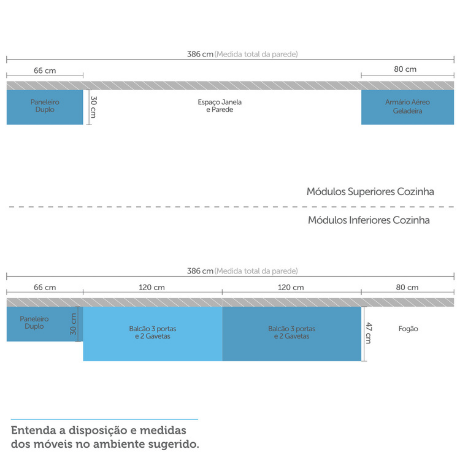 386 cm (Medida total da parede)
66 cm
80 cm
Paneleiro
Duplo
30 cm
Espaço Janela
e Parede
Armário Aéreo
Geladeira
Módulos Superiores Cozinha
Módulos Inferiores Cozinha
386 cm (Medida total da parede)
66 cm
120 cm
120 cm
80 cm
Paneleiro
Duplo
30 cm
Balcão 3 portas
e 2 Gavetas
Balcão 3 portas
e 2 Gavetas
47 cm
Fogão
Entenda a disposição e medidas
dos móveis no ambiente sugerido.